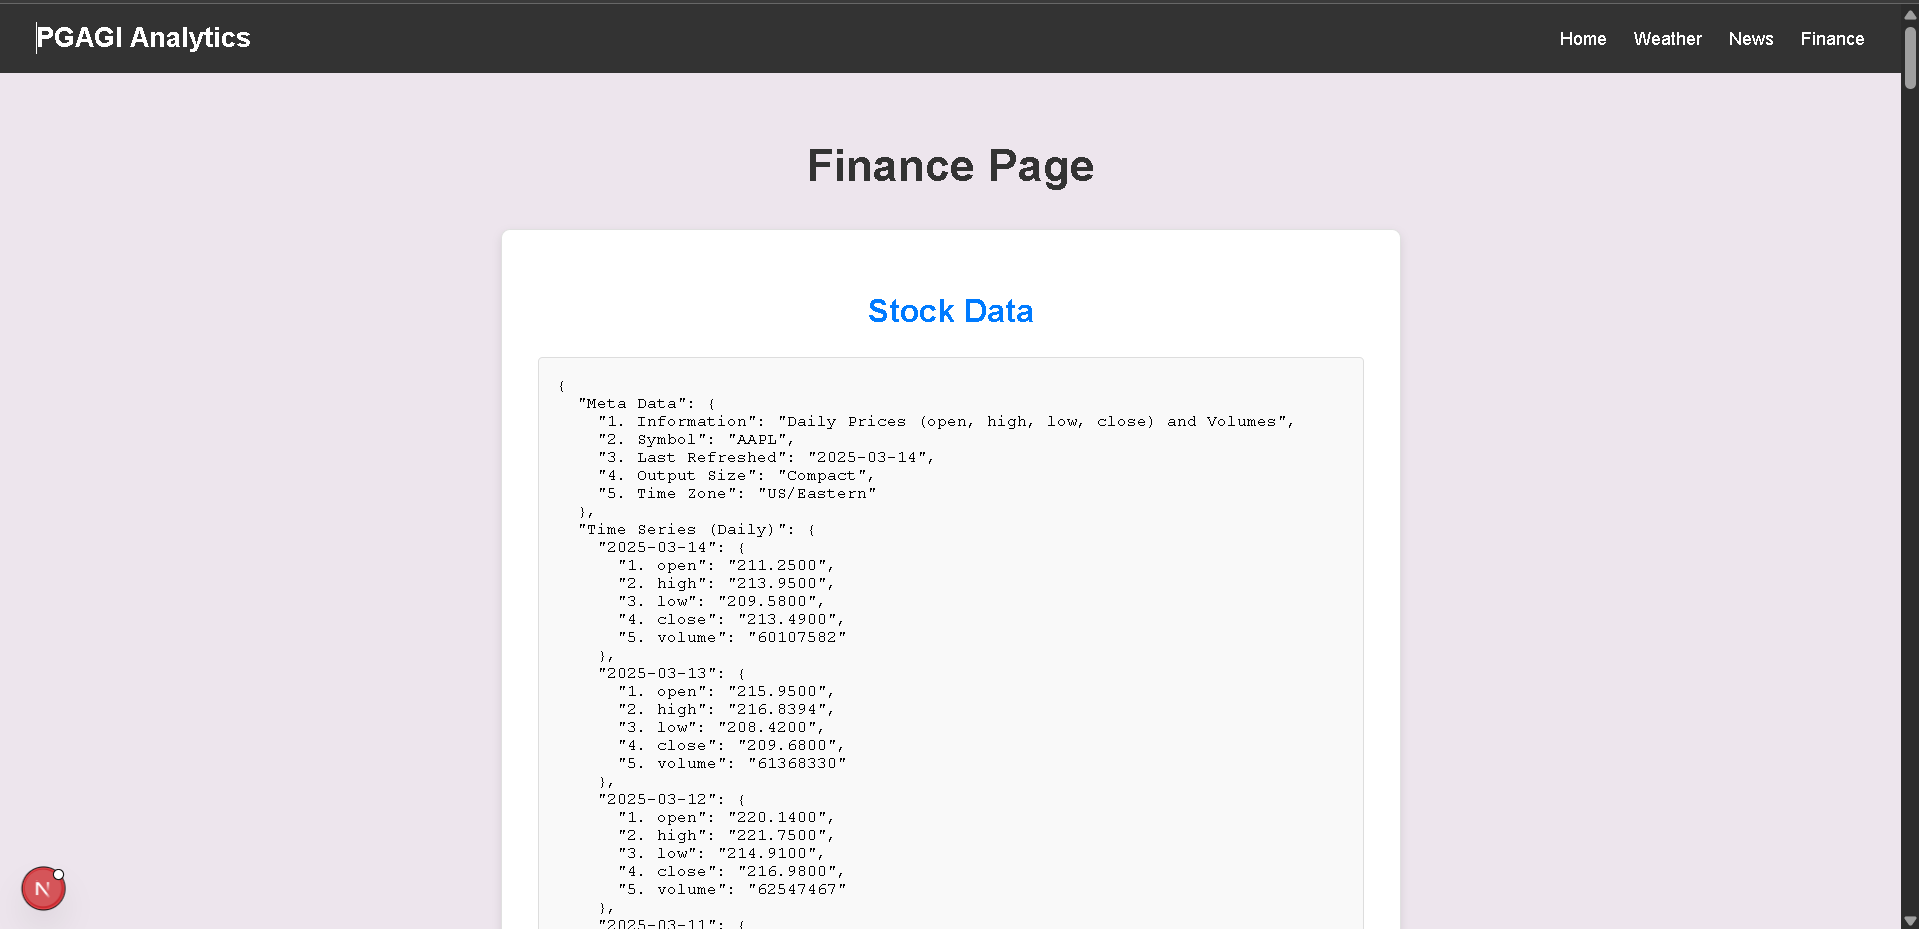 PGAGI Analytics
Home Weather News Finance
Finance Page
Stock Data
{
"Meta Data": {
"1. Information": "Daily Prices (open, high, low, close) and Volumes",
"2. Symbol": "AAPL",
"3. Last Refreshed": "2025-03-14",
"4. Output Size": "Compact",
"5. Time Zone": "US/Eastern"
},
"Time Series (Daily)": {
"2025-03-14": {
"1. open": "211.2500",
"2. high": "213.9500",
"3. low": "209.5800",
"4. close": "213.4900",
"5. volume": "60107582"
},
"2025-03-13": {
"1. open": "215.9500",
"2. high": "216.8394",
"3. low": "208.4200",
"4. close": "209.6800",
"5. volume": "61368330"
},
"2025-03-12": {
"1. open": "220.1400",
"2. high": "221.7500",
"3. low": "214.9100",
"4. close": "216.9800",
"5. volume": "62547467"
},
"2025-03-11": {
N